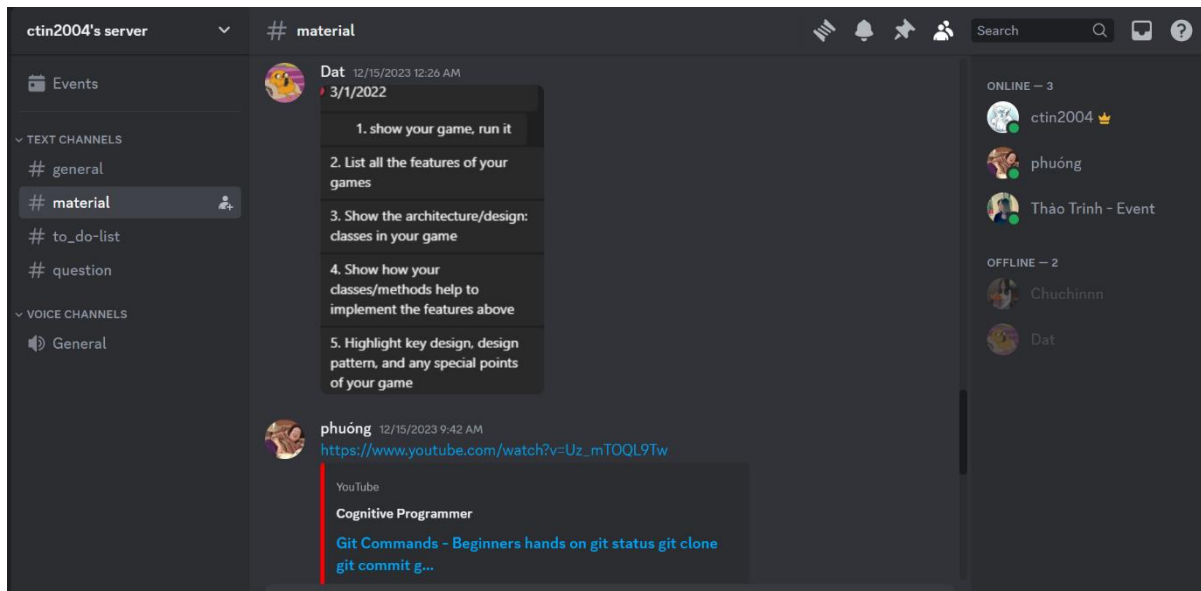 ctin2004's server
# material
Search
Events
TEXT CHANNELS
# general
# material
# to_do-list
# question
VOICE CHANNELS
General
Dat 12/15/2023 12:26 AM
3/1/2022
1. show your game, run it
2. List all the features of your
games
3. Show the architecture/design:
classes in your game
4. Show how your
classes/methods help to
implement the features above
5. Highlight key design, design
pattern, and any special points
of your game
phuóng 12/15/2023 9:42 AM
https://www.youtube.com/watch?v=Uz_mTOQL9Tw
YouTube
Cognitive Programmer
Git Commands - Beginners hands on git status git clone
git commit g...
ONLINE — 3
ctin2004
phuóng
Thảo Trinh - Event
OFFLINE — 2
Chuchinnn
Dat